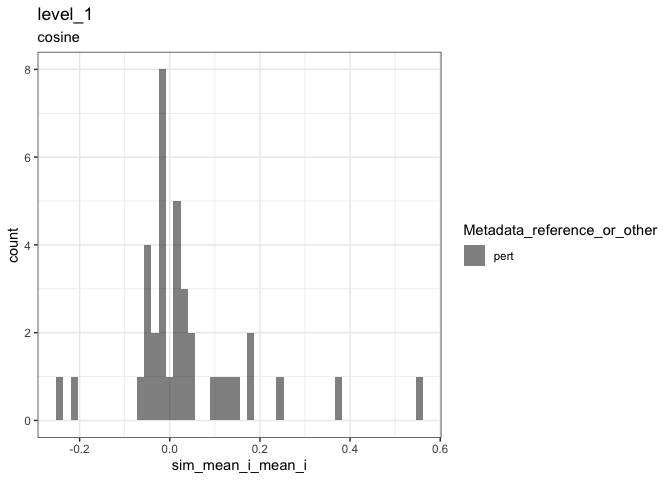 level_1
cosine
8
6
4
2
0
count
-0.2
0.0
0.2
0.4
0.6
sim_mean_i_mean_i
Metadata_reference_or_other
pert